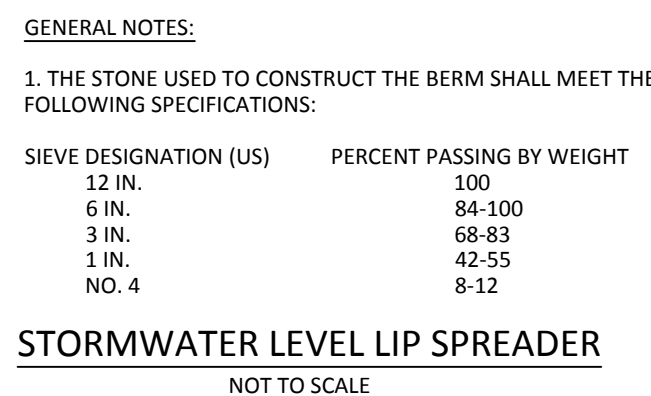 GENERAL NOTES:
1. THE STONE USED TO CONSTRUCT THE BERM SHALL MEET THE
FOLLOWING SPECIFICATIONS:
SIEVE DESIGNATION (US) PERCENT PASSING BY WEIGHT
12 IN. 100
6 IN. 84-100
3 IN. 68-83
1 IN. 42-55
NO. 4 8-12
STORMWATER LEVEL LIP SPREADER
NOT TO SCALE